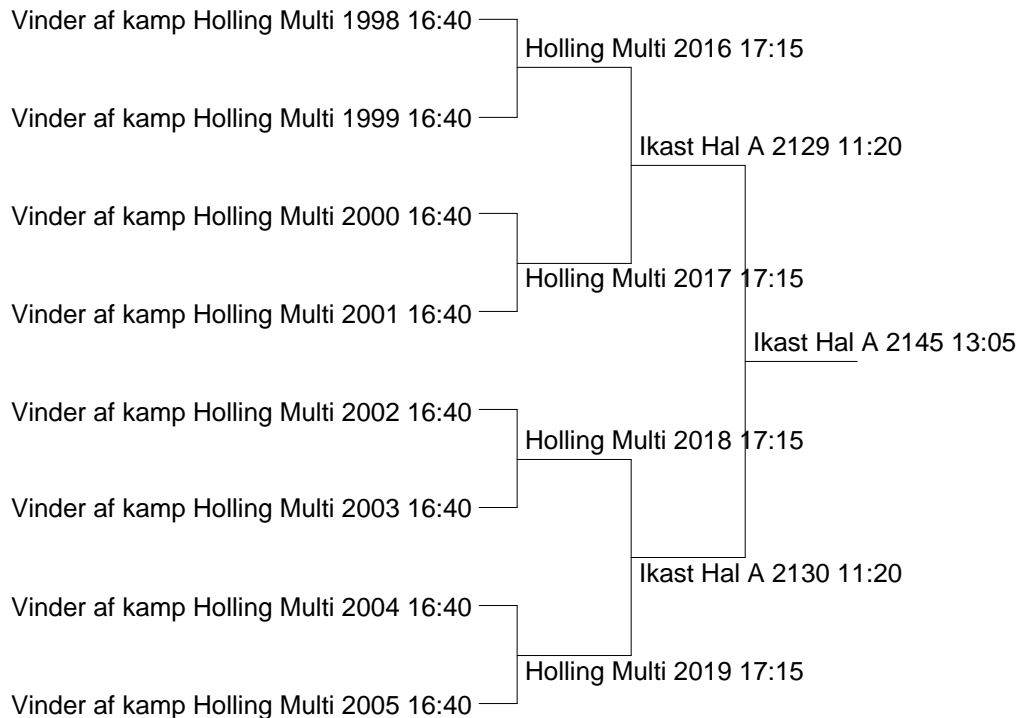 Vinder af kamp Holling Multi 1998 16:40
Holling Multi 2016 17:15
Vinder af kamp Holling Multi 1999 16:40
Ikast Hal A 2129 11:20
Vinder af kamp Holling Multi 2000 16:40
Holling Multi 2017 17:15
Vinder af kamp Holling Multi 2001 16:40
Ikast Hal A 2145 13:05
Vinder af kamp Holling Multi 2002 16:40
Holling Multi 2018 17:15
Vinder af kamp Holling Multi 2003 16:40
Ikast Hal A 2130 11:20
Vinder af kamp Holling Multi 2004 16:40
Holling Multi 2019 17:15
Vinder af kamp Holling Multi 2005 16:40